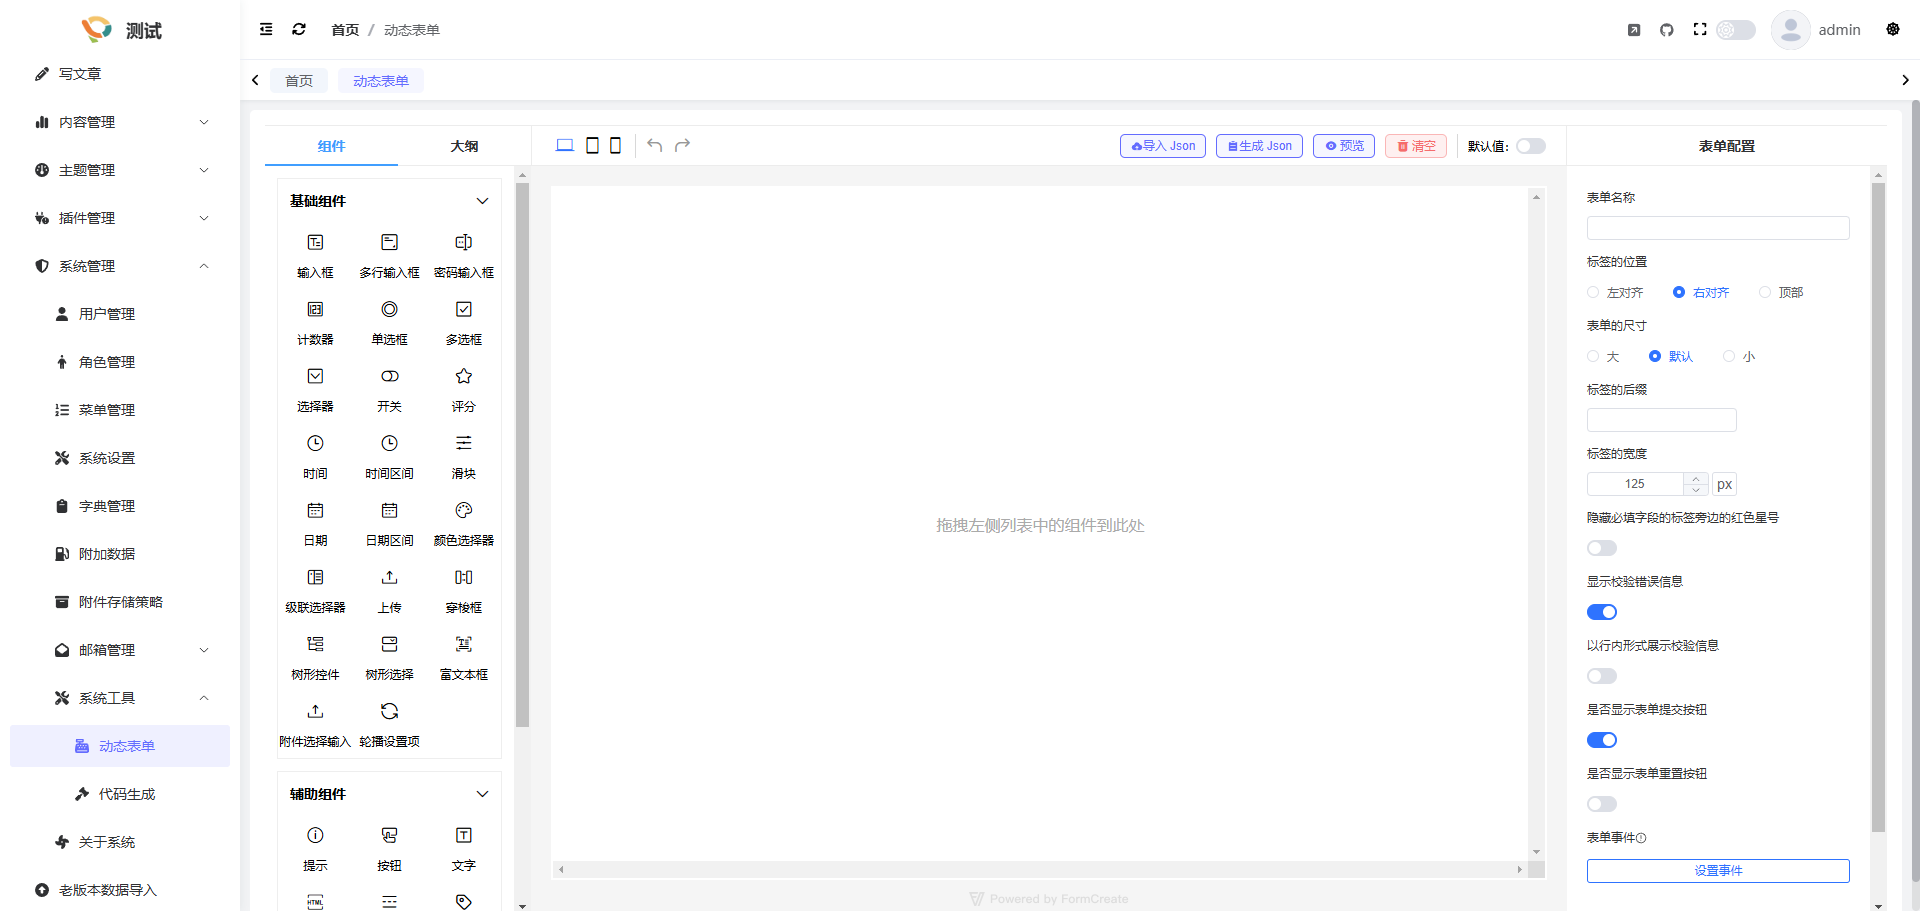 测试
写文章
内容管理
主题管理
插件管理
系统管理
用户管理
角色管理
菜单管理
系统设置
字典管理
附加数据
附件存储策略
邮箱管理
系统工具
动态表单
代码生成
关于系统
老版本数据导入
首页 / 动态表单
admin
首页 动态表单
组件 大纲
导入 Json 生成 Json 预览 清空 默认值:
表单配置
基础组件
输入框 多行输入框 密码输入框
计数器 单选框 多选框
选择器 开关 评分
时间 时间区间 滑块
日期 日期区间 颜色选择器
级联选择器 上传 穿梭框
树形控件 树形选择 富文本框
附件选择输入 轮播设置项
辅助组件
提示 按钮 文字
HTML
拖拽左侧列表中的组件到此处
Powered by FormCreate
表单名称
标签的位置
左对齐 右对齐 顶部
表单的尺寸
大 默认 小
标签的后缀
标签的宽度
125 px
隐藏必填字段的标签旁边的红色星号
显示校验错误信息
以行内形式展示校验信息
是否显示表单提交按钮
是否显示表单重置按钮
表单事件
设置事件